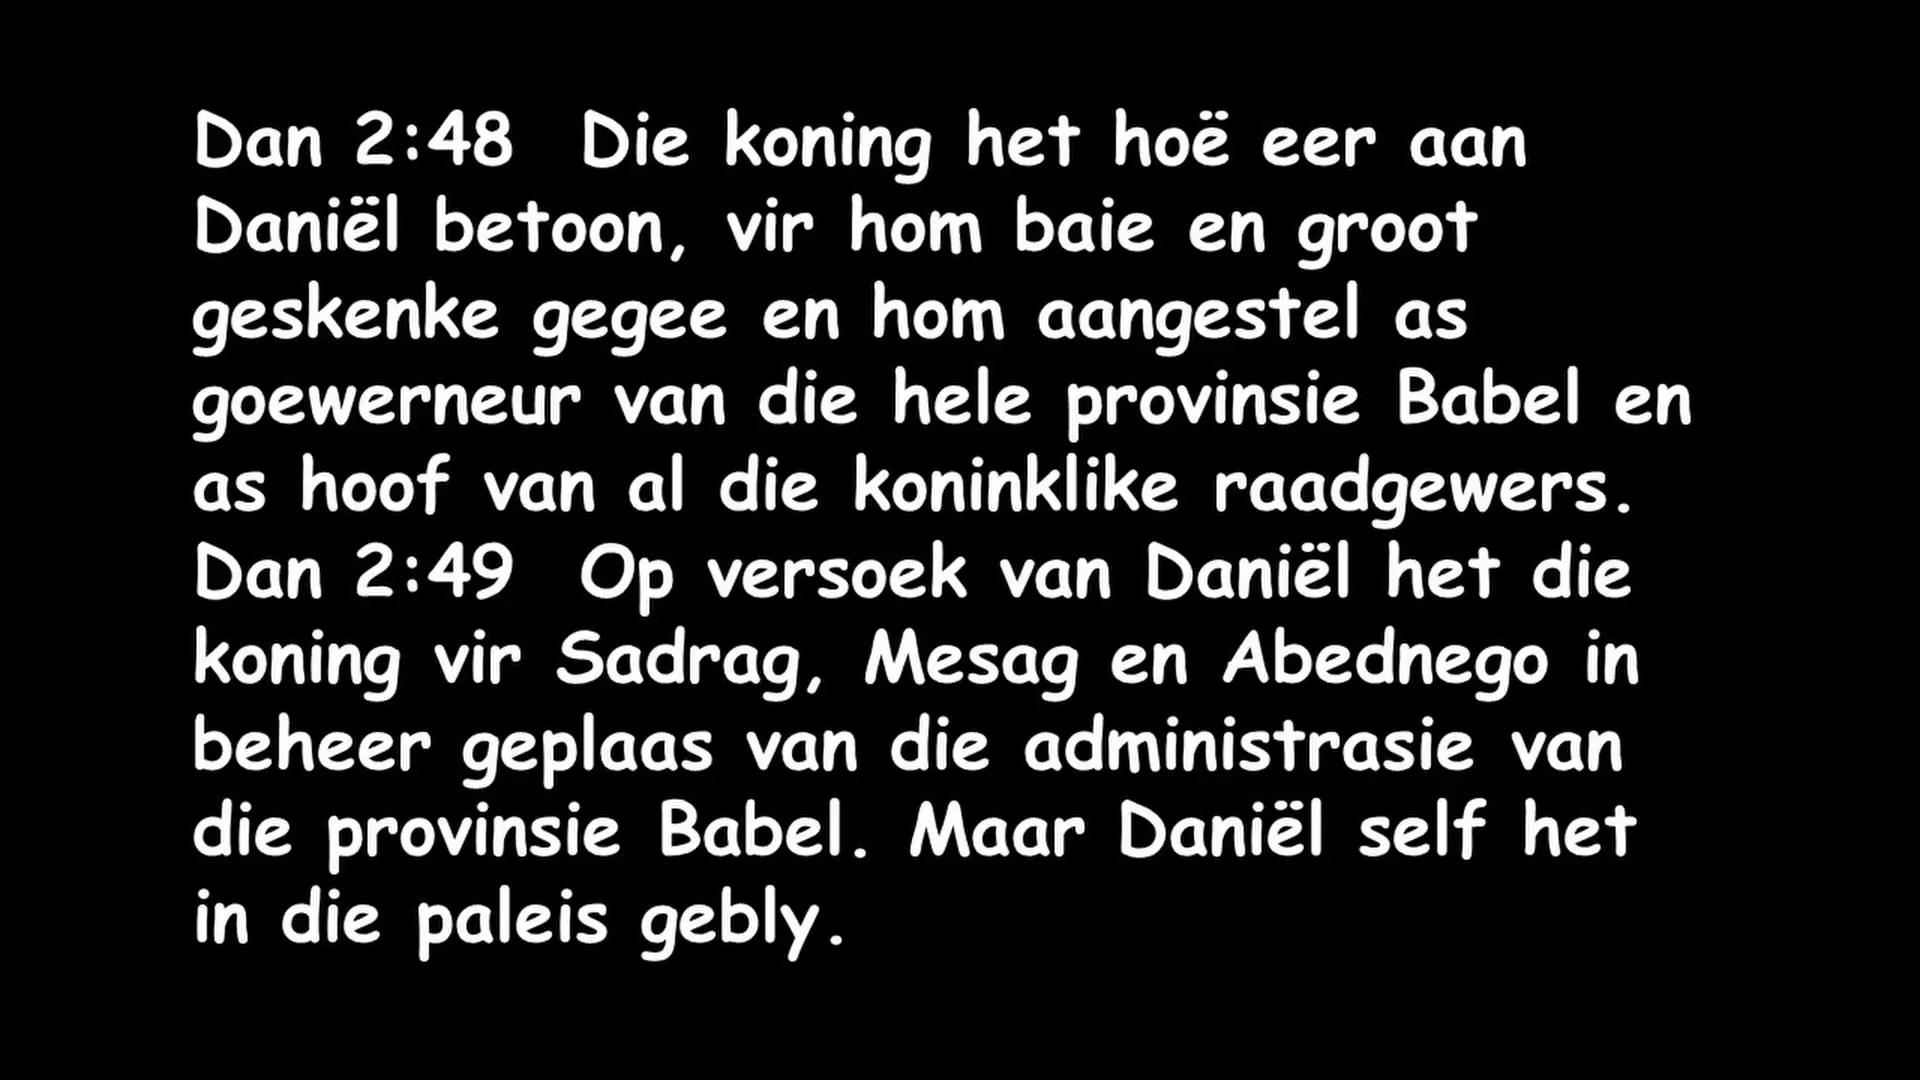 Dan 2:48  Die koning het hoë eer aan
Daniël betoon, vir hom baie en groot
geskenke gegee en hom aangestel as
goewerneur van die hele provinsie Babel en
as hoof van al die koninklike raadgewers.
Dan 2:49  Op versoek van Daniël het die
koning vir Sadrag, Mesag en Abednego in
beheer geplaas van die administrasie van
die provinsie Babel. Maar Daniël self het
in die paleis gebly.